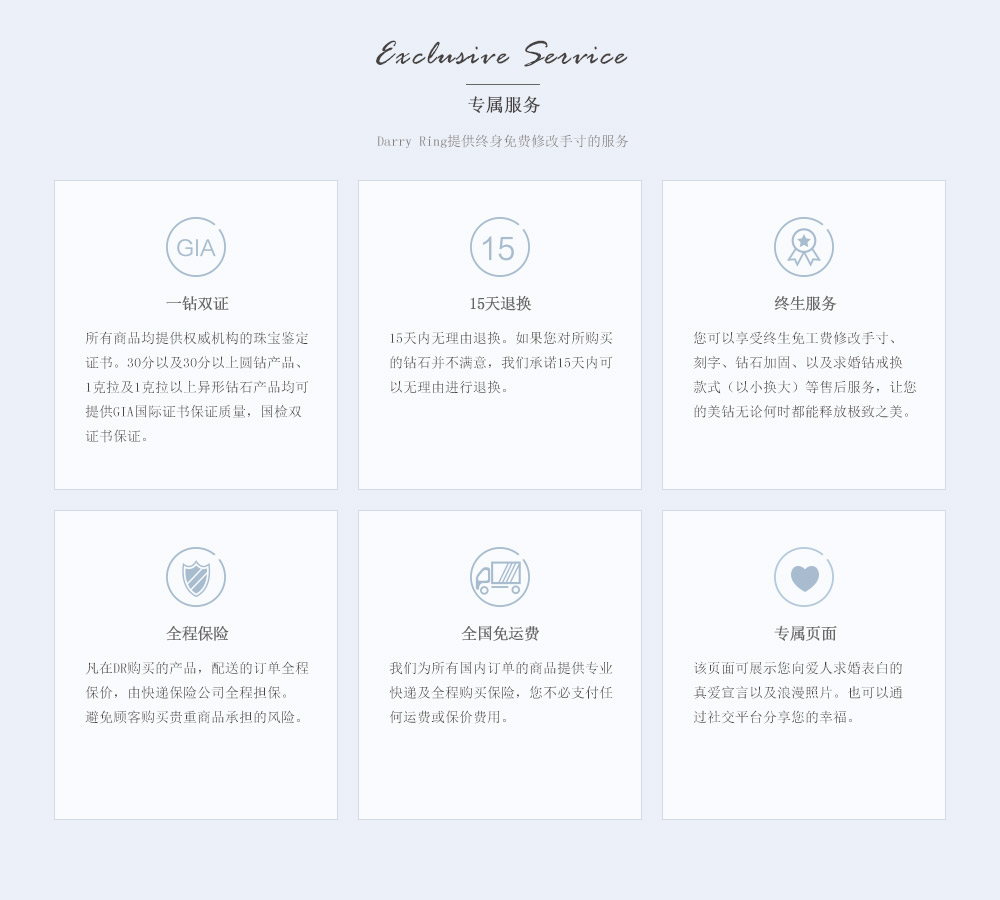 Exclusive Service
专属服务
Darry Ring提供终身免费修改手寸的服务
GIA
一钻双证
所有商品均提供权威机构的珠宝鉴定
证书。30分以及30分以上圆钻产品、
1克拉及1克拉以上异形钻石产品均可
提供GIA国际证书保证质量，国检双
证书保证。
15
15天退换
15天内无理由退换。如果您对所购买
的钻石并不满意，我们承诺15天内可
以无理由进行退换。
终生服务
您可以享受终生免工费修改手寸、
刻字、钻石加固、以及求婚钻戒换
款式（以小换大）等售后服务，让您
的美钻无论何时都能释放极致之美。
全程保险
凡在DR购买的产品，配送的订单全程
保价，由快递保险公司全程担保。
避免顾客购买贵重商品承担的风险。
全国免运费
我们为所有国内订单的商品提供专业
快递及全程购买保险，您不必支付任
何运费或保价费用。
专属页面
该页面可展示您向爱人求婚表白的
真爱宣言以及浪漫照片。也可以通
过社交平台分享您的幸福。